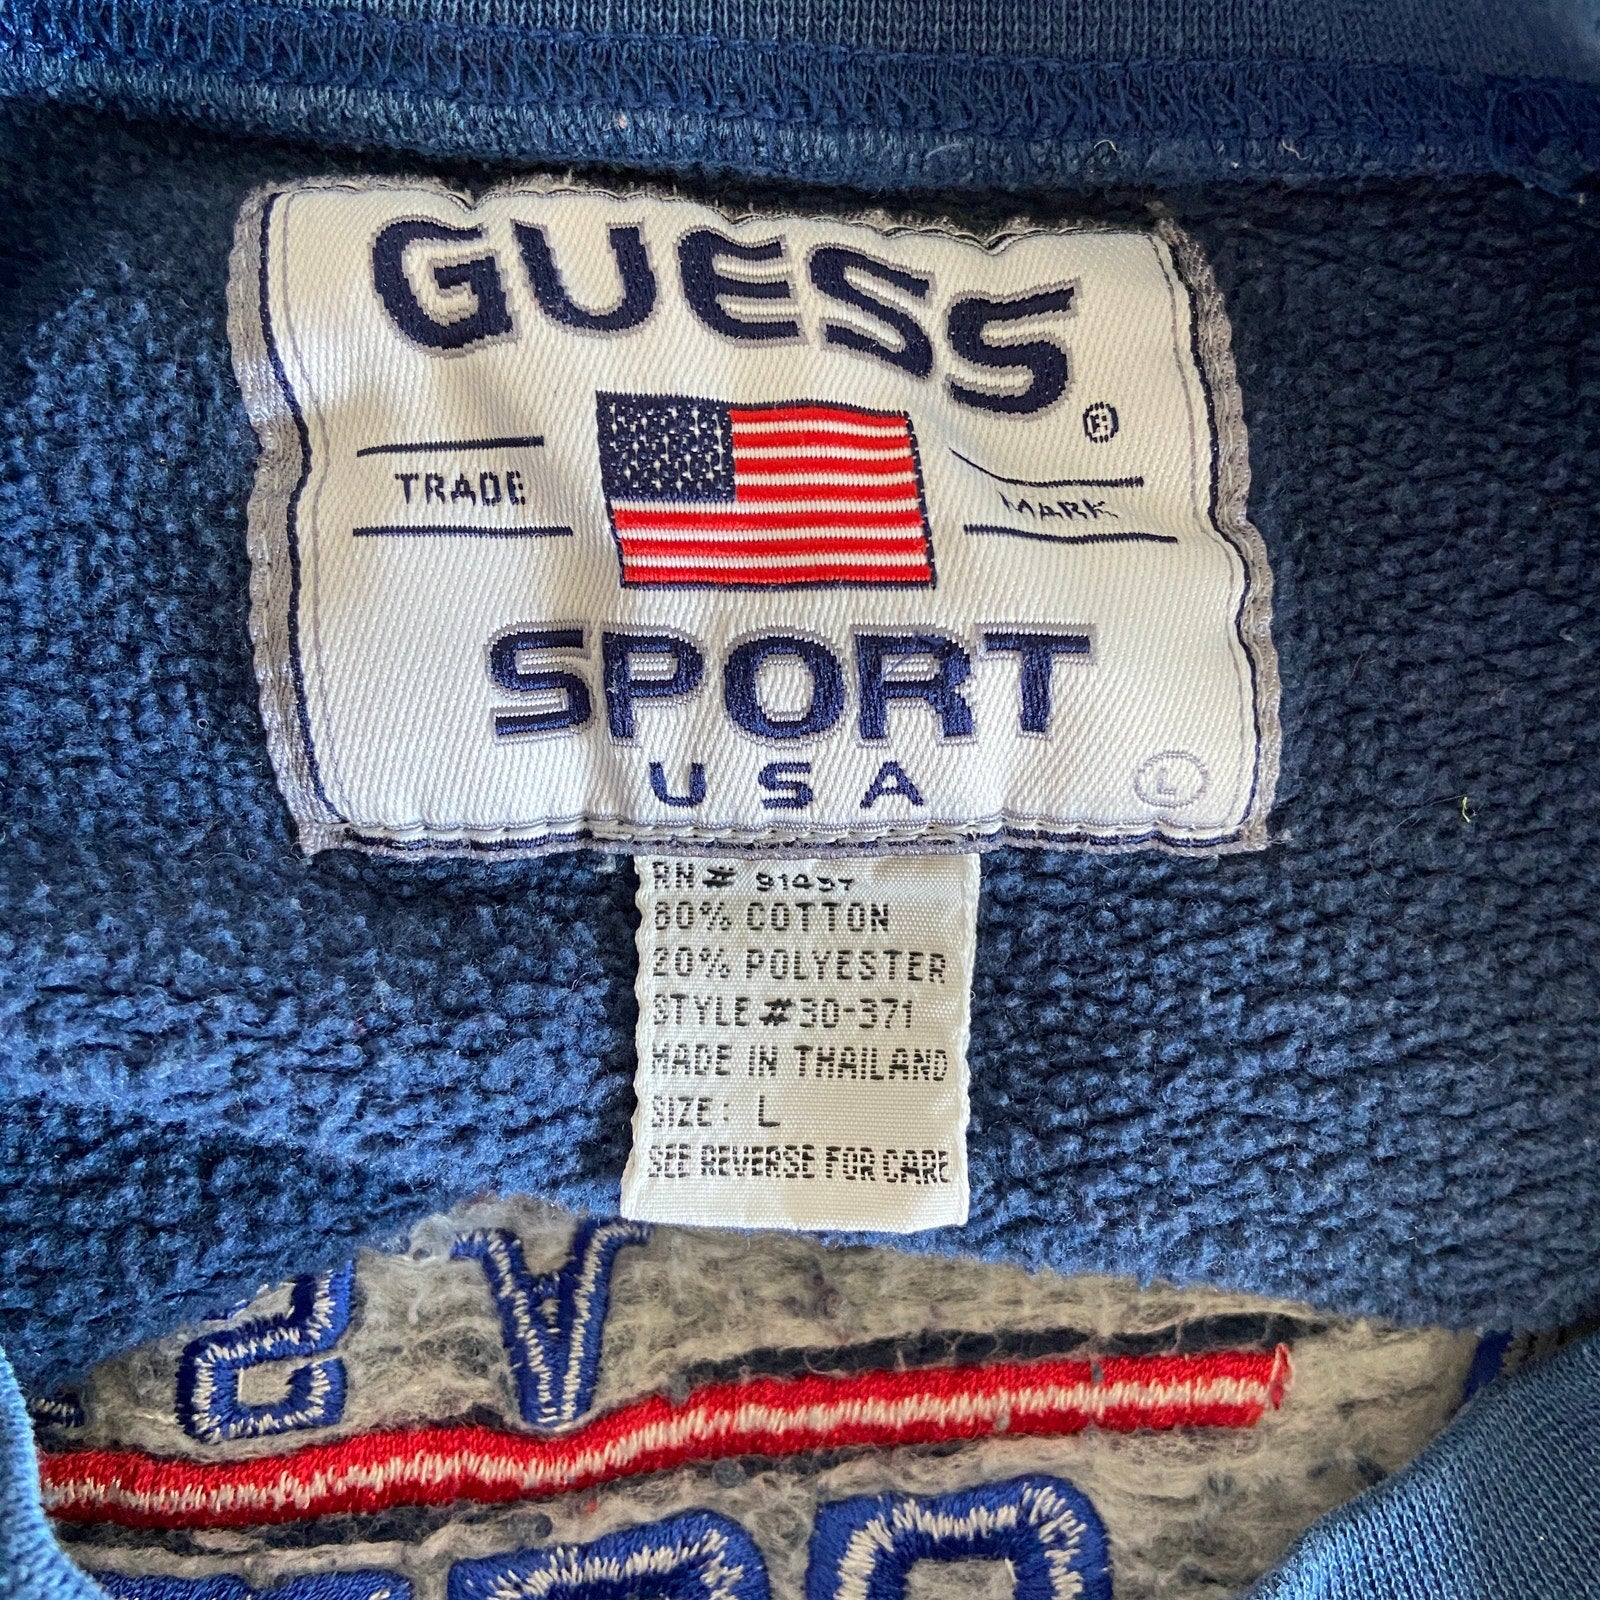 GUESS
®
TRADE MARK
SPORT
USA
L
RN# 91437
80% COTTON
20% POLYESTER
STYLE #30-371
MADE IN THAILAND
SIZE: L
SEE REVERSE FOR CARE